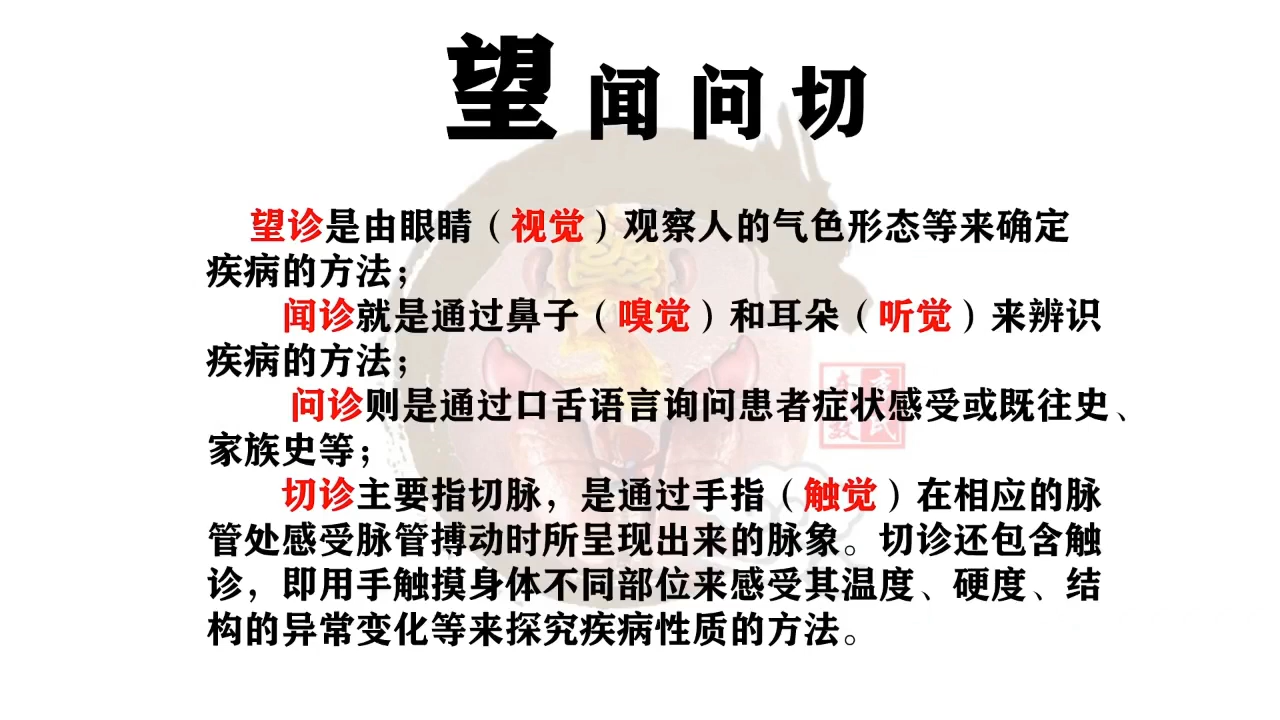 望闻问切
望诊是由眼睛（视觉）观察人的气色形态等来确定
疾病的方法；
闻诊就是通过鼻子（嗅觉）和耳朵（听觉）来辨识
疾病的方法；
问诊则是通过口舌语言询问患者症状感受或既往史、
家族史等；
切诊主要指切脉，是通过手指（触觉）在相应的脉
管处感受脉管搏动时所呈现出来的脉象。切诊还包含触
诊，即用手触摸身体不同部位来感受其温度、硬度、结
构的异常变化等来探究疾病性质的方法。